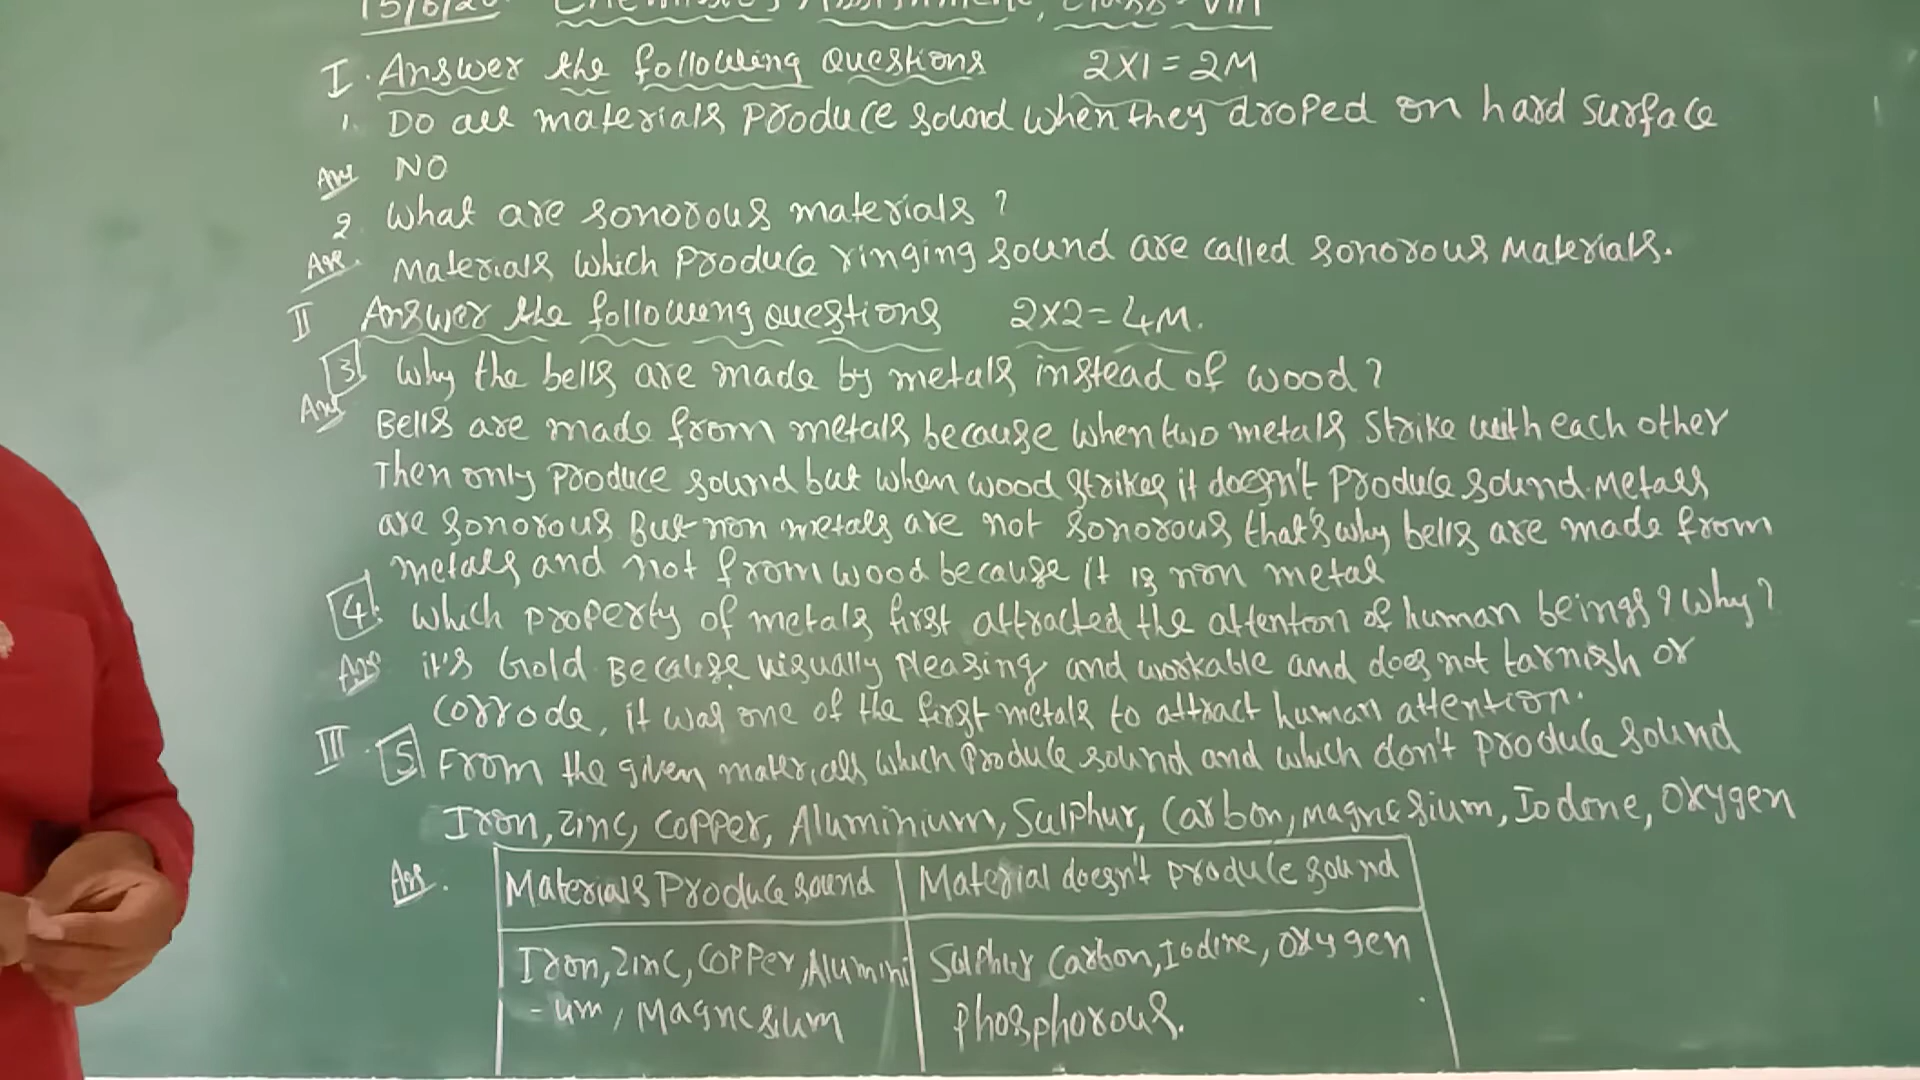 Chemistry Assignment, class-VIII
I. Answer the following Questions 2X1=2M
1. Do all materials produce sound when they droped on hard surface
Ans NO
2. What are sonorous materials?
Ans. Materials which produce ringing sound are called sonorous Materials.
II Answer the following questions 2X2=4M.
3 Why the bells are made by metals instead of wood?
Ans
Bells are made from metals because when two metals strike with each other
Then only produce sound but when wood strikes it doesn't produce sound. Metals
are sonorous But non metals are not sonorous that's why bells are made from
metals and not from wood because it is non metal
4. Which property of metals first attracted the attention of human beings? Why?
Ans it's Gold. Because visually pleasing and workable and does not tarnish or
corrode, it was one of the first metals to attract human attention.
III. 5 From the given materials which produce sound and which don't produce sound
Iron, zinc, copper, Aluminium, Sulphur, Carbon, magnesium, Iodine, Oxygen
Ans. Materials Produce sound Material doesn't produce sound
Iron, zinc, copper, Alumini Sulphur Carbon, Iodine, oxygen
-um, Magnesium phosphorous.